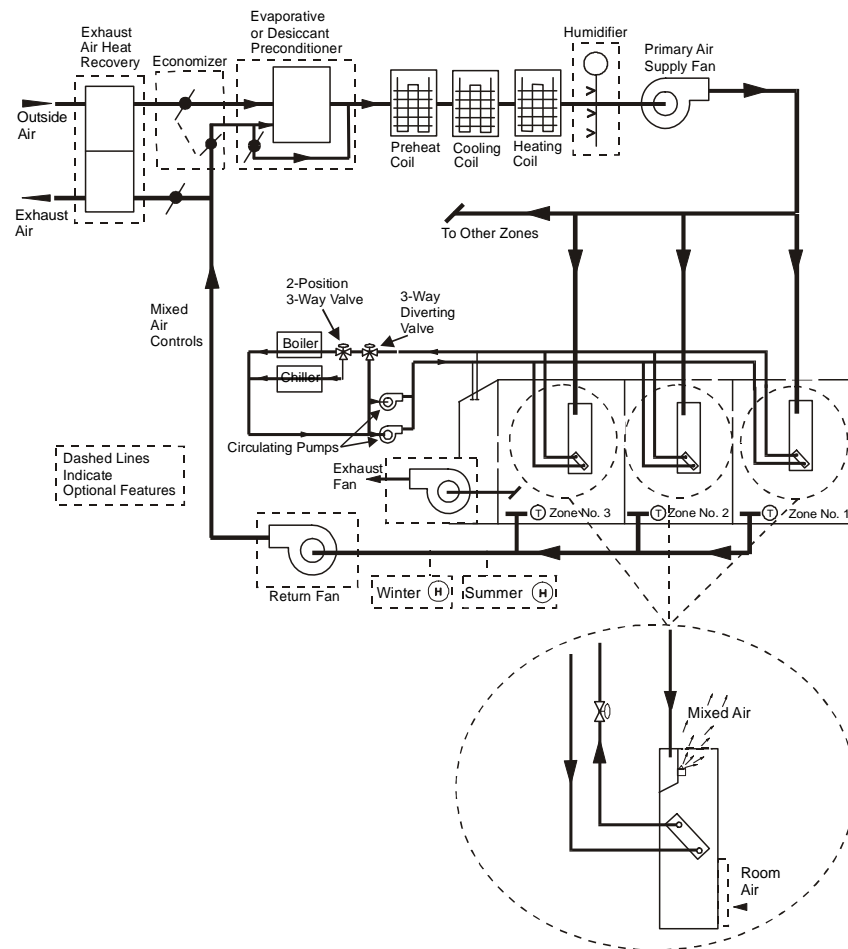 Exhaust
Air Heat
Recovery
Economizer
Evaporative
or Desiccant
Preconditioner
Humidifier
Primary Air
Supply Fan
Outside
Air
Exhaust
Air
Preheat
Coil
Cooling
Coil
Heating
Coil
To Other Zones
Mixed
Air
Controls
2-Position
3-Way Valve
3-Way
Diverting
Valve
Boiler
Chiller
Circulating Pumps
Dashed Lines
Indicate
Optional Features
Exhaust
Fan
T Zone No. 3
T Zone No. 2
T Zone No. 1
Return Fan
Winter H
Summer H
Mixed Air
Room
Air